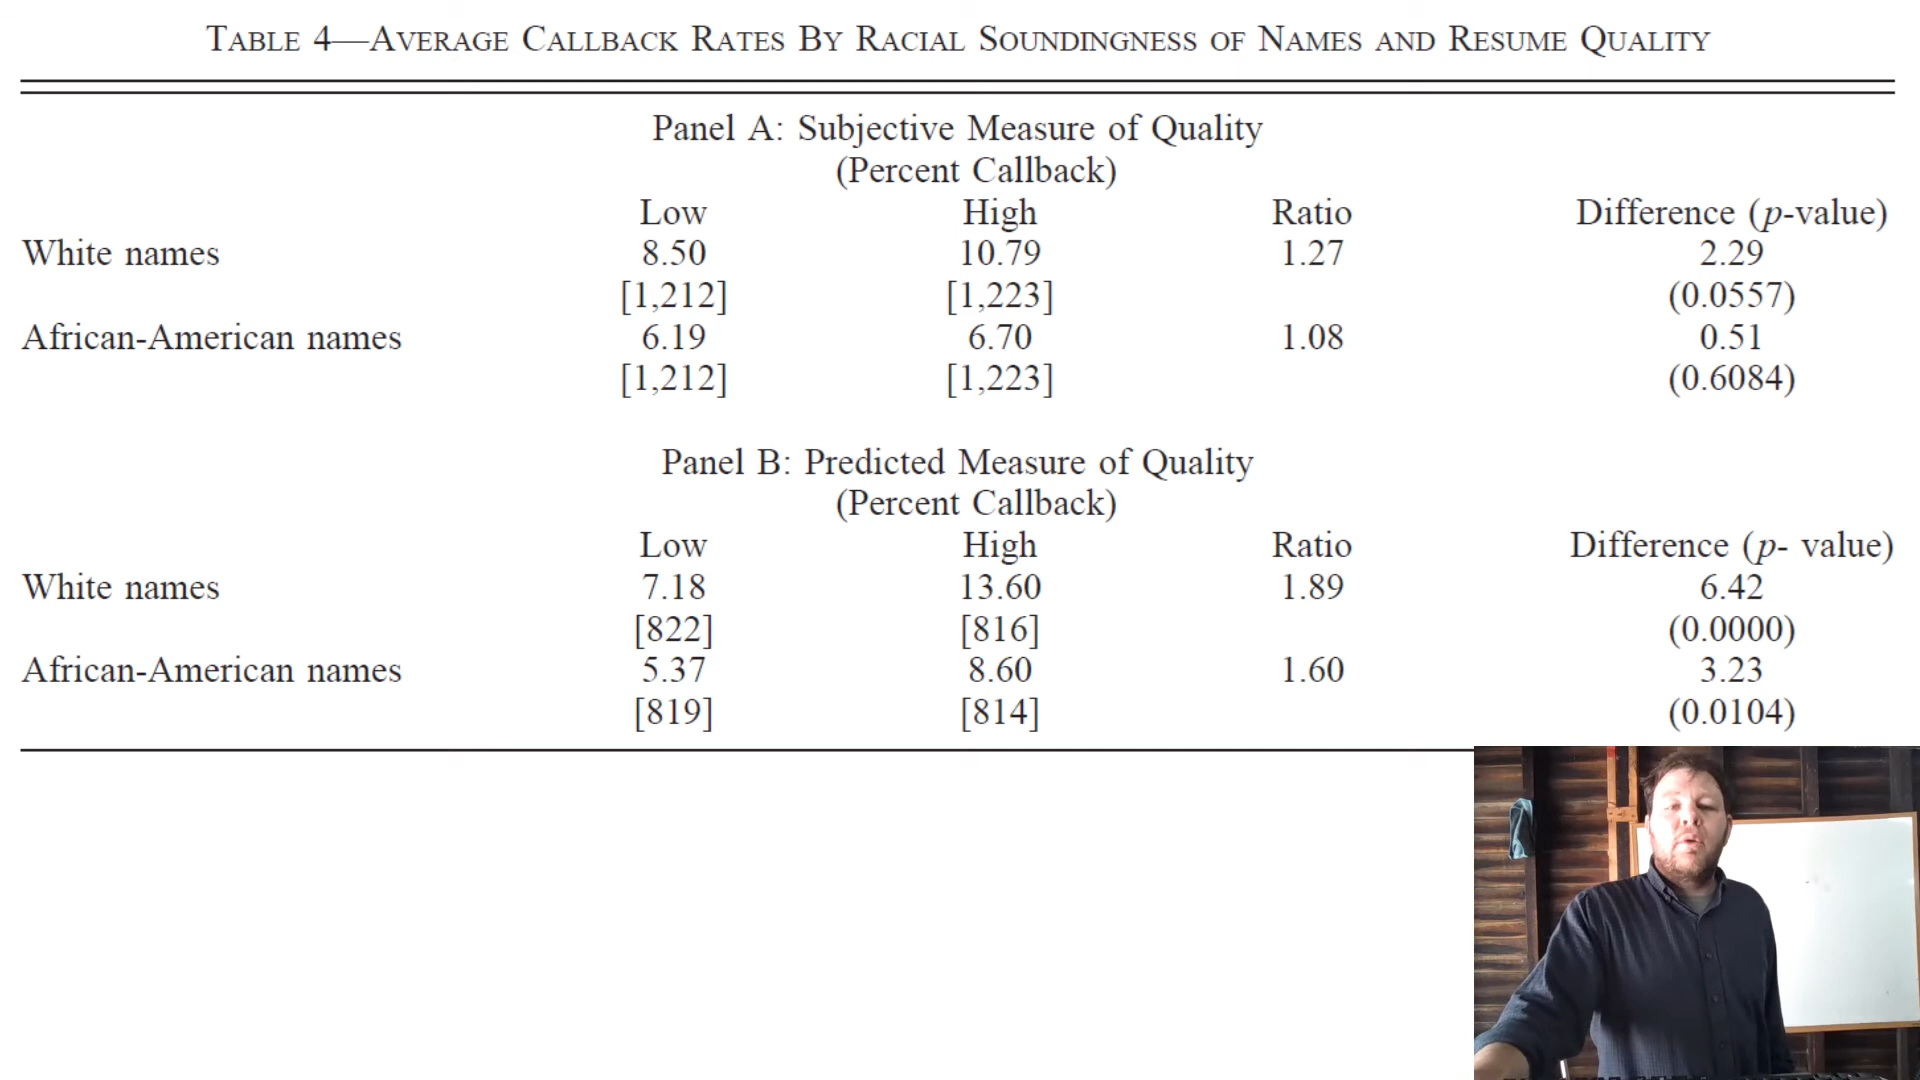 TABLE 4—AVERAGE CALLBACK RATES BY RACIAL SOUNDINGNESS OF NAMES AND RESUME QUALITY
Panel A: Subjective Measure of Quality
(Percent Callback)
Low High Ratio Difference (p-value)
White names 8.50 10.79 1.27 2.29
[1,212] [1,223] (0.0557)
African-American names 6.19 6.70 1.08 0.51
[1,212] [1,223] (0.6084)
Panel B: Predicted Measure of Quality
(Percent Callback)
Low High Ratio Difference (p- value)
White names 7.18 13.60 1.89 6.42
[822] [816] (0.0000)
African-American names 5.37 8.60 1.60 3.23
[819] [814] (0.0104)